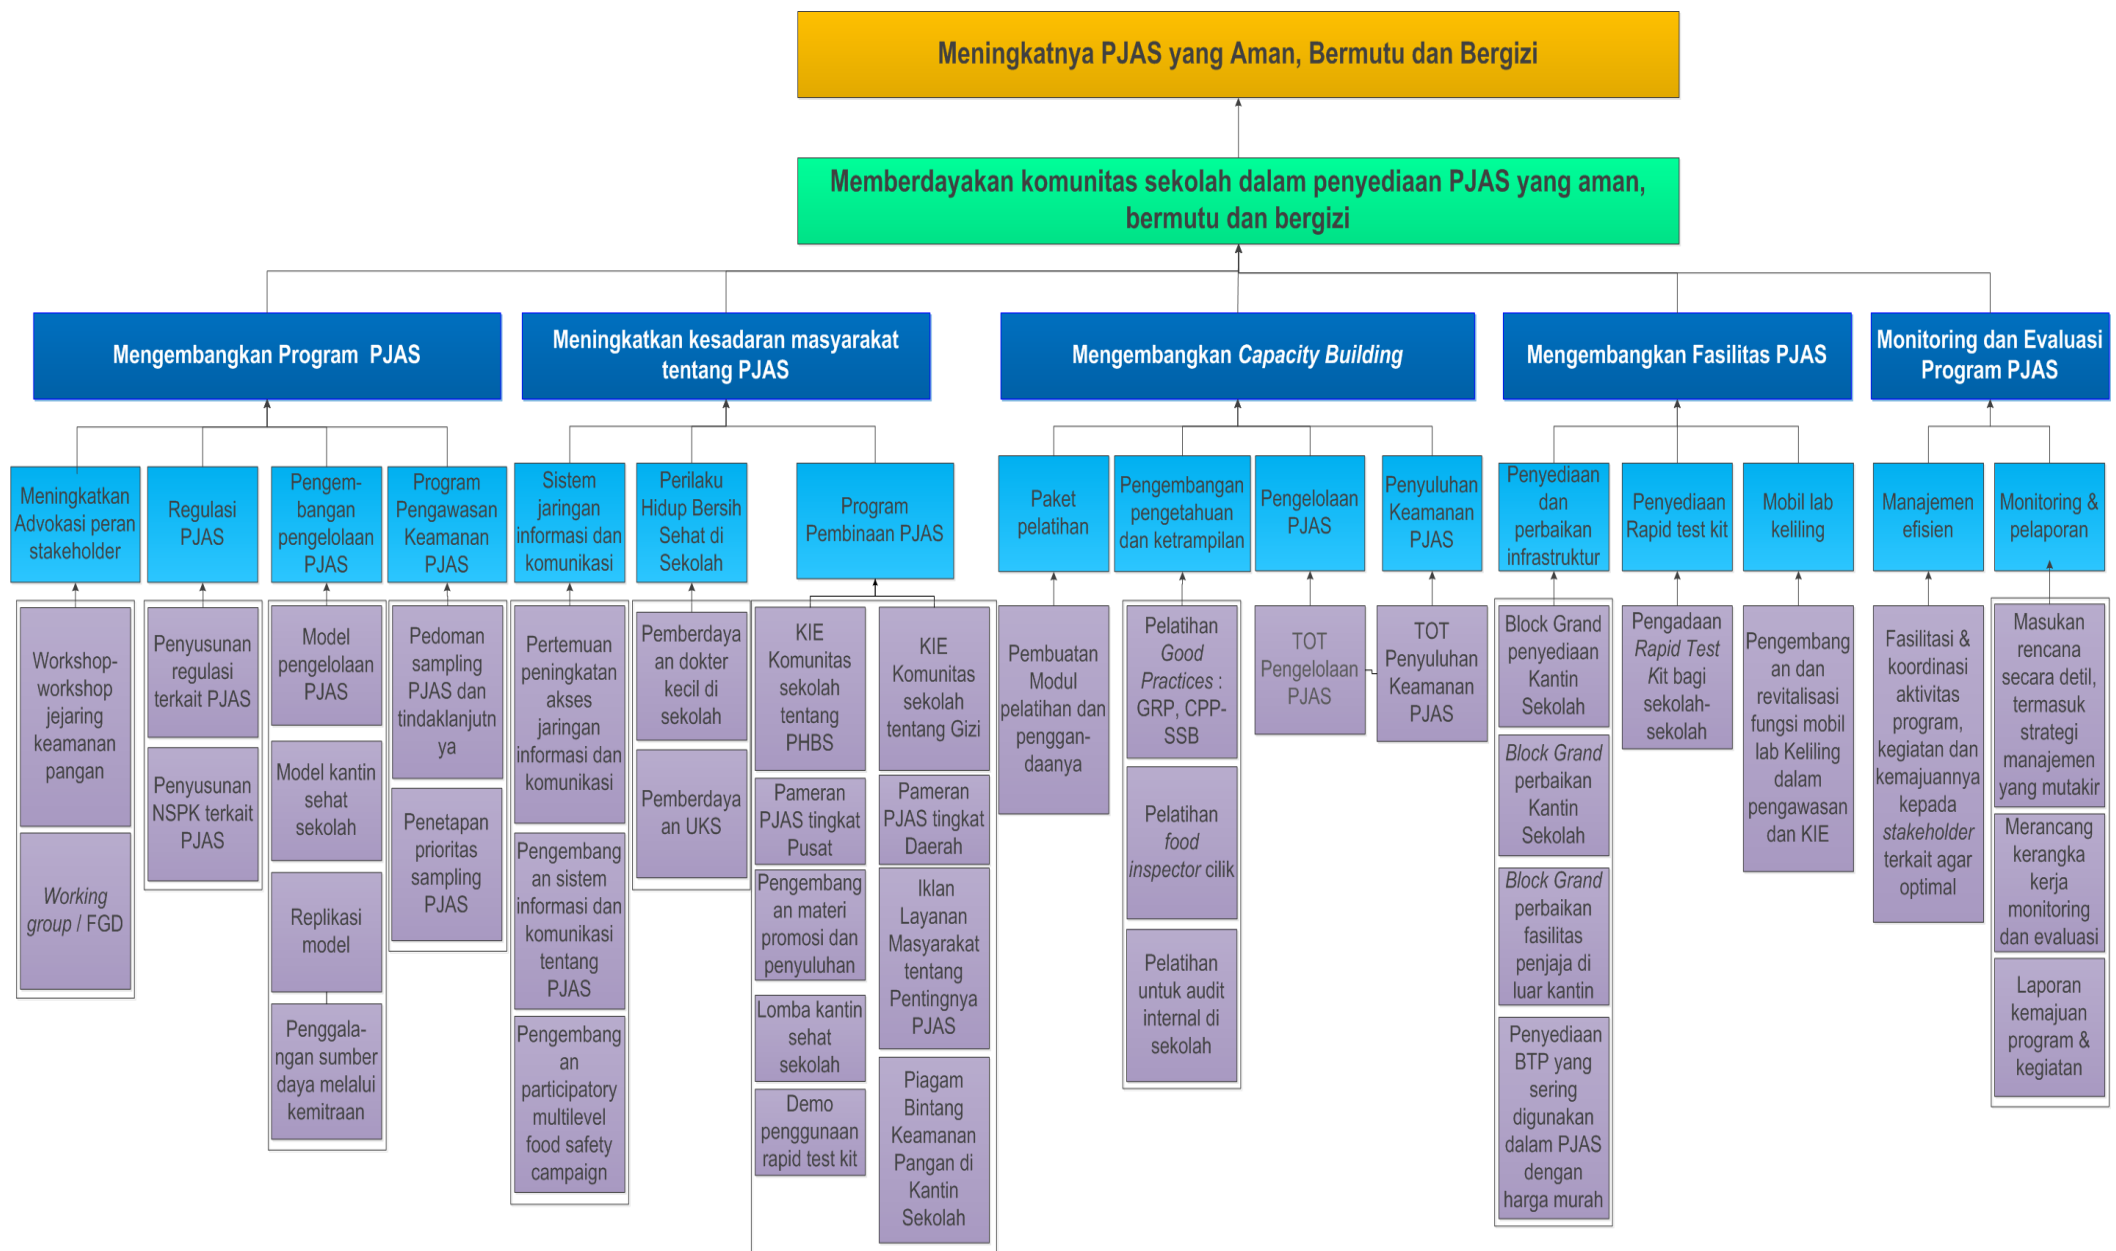 Meningkatnya PJAS yang Aman, Bermutu dan Bergizi
Memberdayakan komunitas sekolah dalam penyediaan PJAS yang aman,
bermutu dan bergizi
Mengembangkan Program PJAS
Meningkatkan kesadaran masyarakat
tentang PJAS
Mengembangkan Capacity Building
Mengembangkan Fasilitas PJAS
Monitoring dan Evaluasi
Program PJAS
Meningkatkan
Advokasi peran
stakeholder
Regulasi
PJAS
Pengem-
bangan
pengelolaan
PJAS
Program
Pengawasan
Keamanan
PJAS
Sistem
jaringan
informasi dan
komunikasi
Perilaku
Hidup Bersih
Sehat di
Sekolah
Program
Pembinaan PJAS
Paket
pelatihan
Pengembangan
pengetahuan
dan ketrampilan
Pengelolaan
PJAS
Penyuluhan
Keamanan
PJAS
Penyediaan
dan
perbaikan
infrastruktur
Penyediaan
Rapid test kit
Mobil lab
keliling
Manajemen
efisien
Monitoring &
pelaporan
Workshop-
workshop
jejaring
keamanan
pangan
Working
group / FGD
Penyusunan
regulasi
terkait PJAS
Penyusunan
NSPK terkait
PJAS
Model
pengelolaan
PJAS
Model kantin
sehat
sekolah
Replikasi
model
Penggala-
ngan sumber
daya melalui
kemitraan
Pedoman
sampling
PJAS dan
tindaklanjutn
ya
Penetapan
prioritas
sampling
PJAS
Pertemuan
peningkatan
akses
jaringan
informasi dan
komunikasi
Pengembang
an sistem
informasi dan
komunikasi
tentang
PJAS
Pengembang
an
participatory
multilevel
food safety
campaign
Pemberdaya
an dokter
kecil di
sekolah
Pemberdaya
an UKS
KIE
Komunitas
sekolah
tentang
PHBS
Pameran
PJAS tingkat
Pusat
Pengembang
an materi
promosi dan
penyuluhan
Lomba kantin
sehat
sekolah
Demo
penggunaan
rapid test kit
KIE
Komunitas
sekolah
tentang Gizi
Pameran
PJAS tingkat
Daerah
Iklan
Layanan
Masyarakat
tentang
Pentingnya
PJAS
Piagam
Bintang
Keamanan
Pangan di
Kantin
Sekolah
Pembuatan
Modul
pelatihan dan
penggan-
daanya
Pelatihan
Good
Practices :
GRP, CPP-
SSB
Pelatihan
food
inspector cilik
Pelatihan
untuk audit
internal di
sekolah
TOT
Pengelolaan
PJAS
TOT
Penyuluhan
Keamanan
PJAS
Block Grand
penyediaan
Kantin
Sekolah
Block Grand
perbaikan
Kantin
Sekolah
Block Grand
perbaikan
fasilitas
penjaja di
luar kantin
Penyediaan
BTP yang
sering
digunakan
dalam PJAS
dengan
harga murah
Pengadaan
Rapid Test
Kit bagi
sekolah-
sekolah
Pengembang
an dan
revitalisasi
fungsi mobil
lab Keliling
dalam
pengawasan
dan KIE
Fasilitasi &
koordinasi
aktivitas
program,
kegiatan dan
kemajuannya
kepada
stakeholder
terkait agar
optimal
Masukan
rencana
secara detil,
termasuk
strategi
manajemen
yang mutakir
Merancang
kerangka
kerja
monitoring
dan evaluasi
Laporan
kemajuan
program &
kegiatan